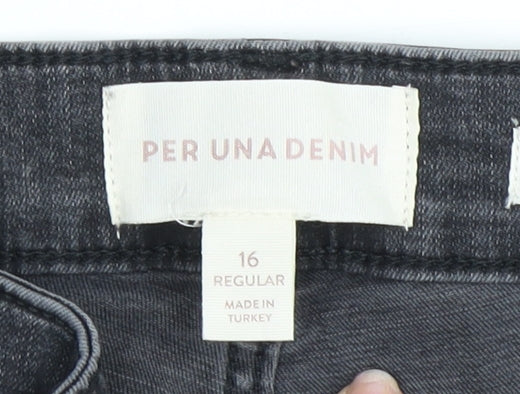 PER UNA DENIM
16
REGULAR
MADE IN
TURKEY